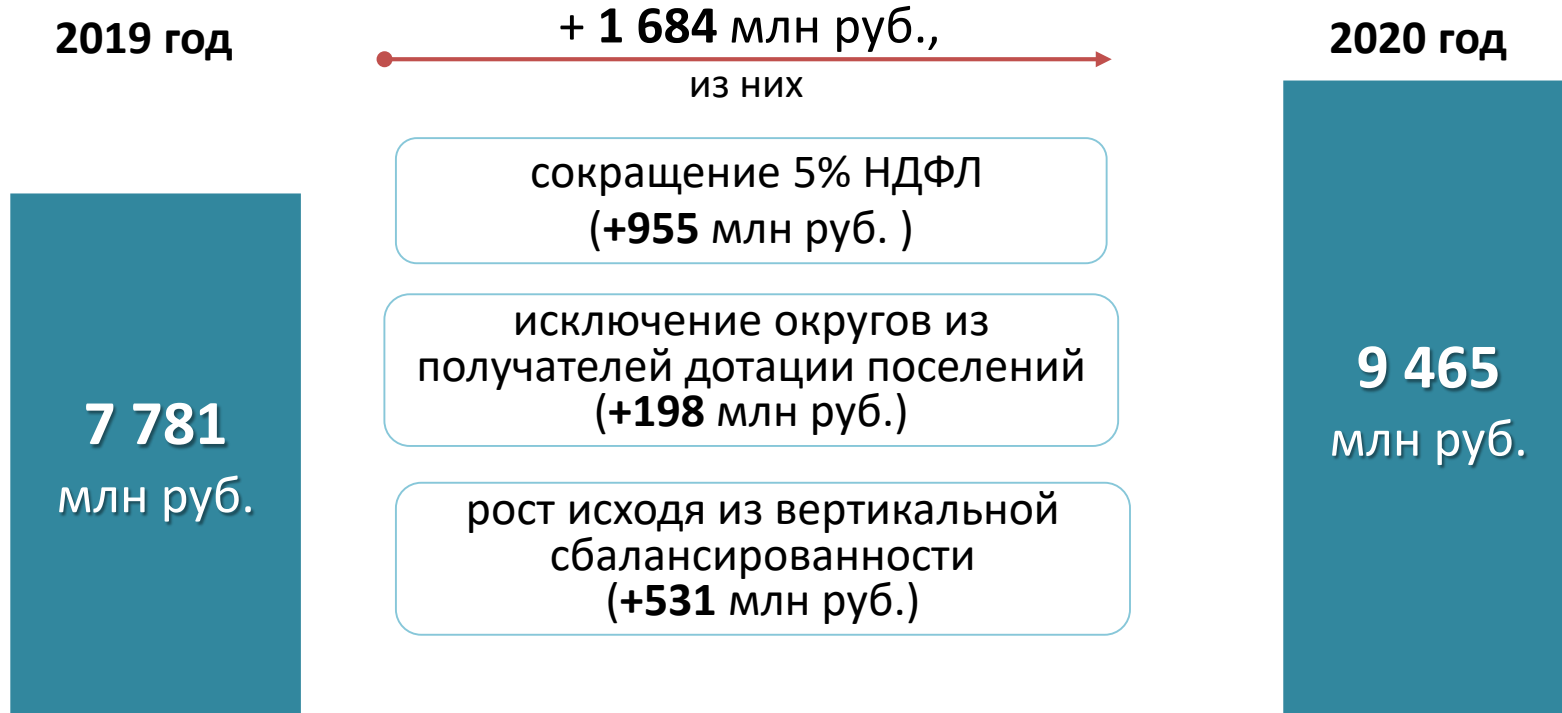 2019 год
+ 1 684 млн руб.,
из них
2020 год
сокращение 5% НДФЛ
(+955 млн руб. )
исключение округов из
получателей дотации поселений
(+198 млн руб.)
рост исходя из вертикальной
сбалансированности
(+531 млн руб.)
7 781
млн руб.
9 465
млн руб.